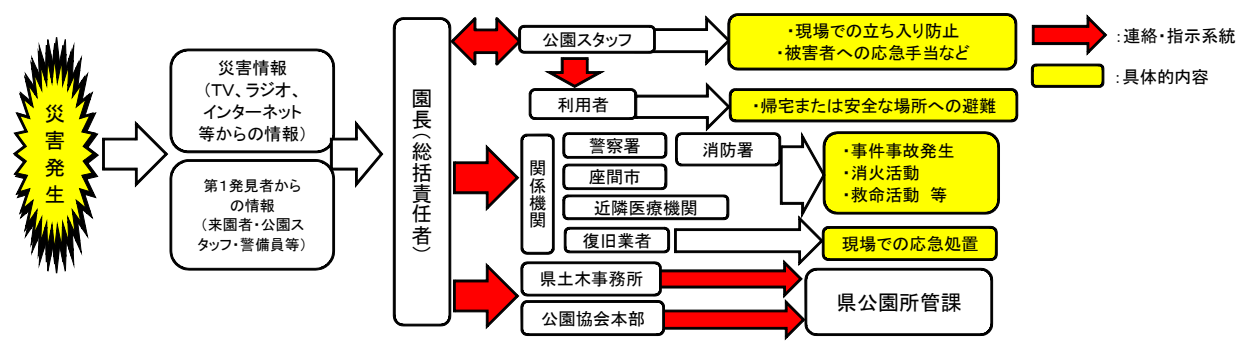 災害発生
災害情報
（TV、ラジオ、
インターネット
等からの情報）
第１発見者から
の情報
（来園者・公園ス
タッフ・警備員等）
園長（総括責任者）
公園スタッフ
・現場での立ち入り防止
・被害者への応急手当など
利用者
・帰宅または安全な場所への避難
関係機関
警察署
消防署
座間市
近隣医療機関
復旧業者
・事件事故発生
・消火活動
・救命活動 等
現場での応急処置
県土木事務所
公園協会本部
県公園所管課
：連絡・指示系統
：具体的内容